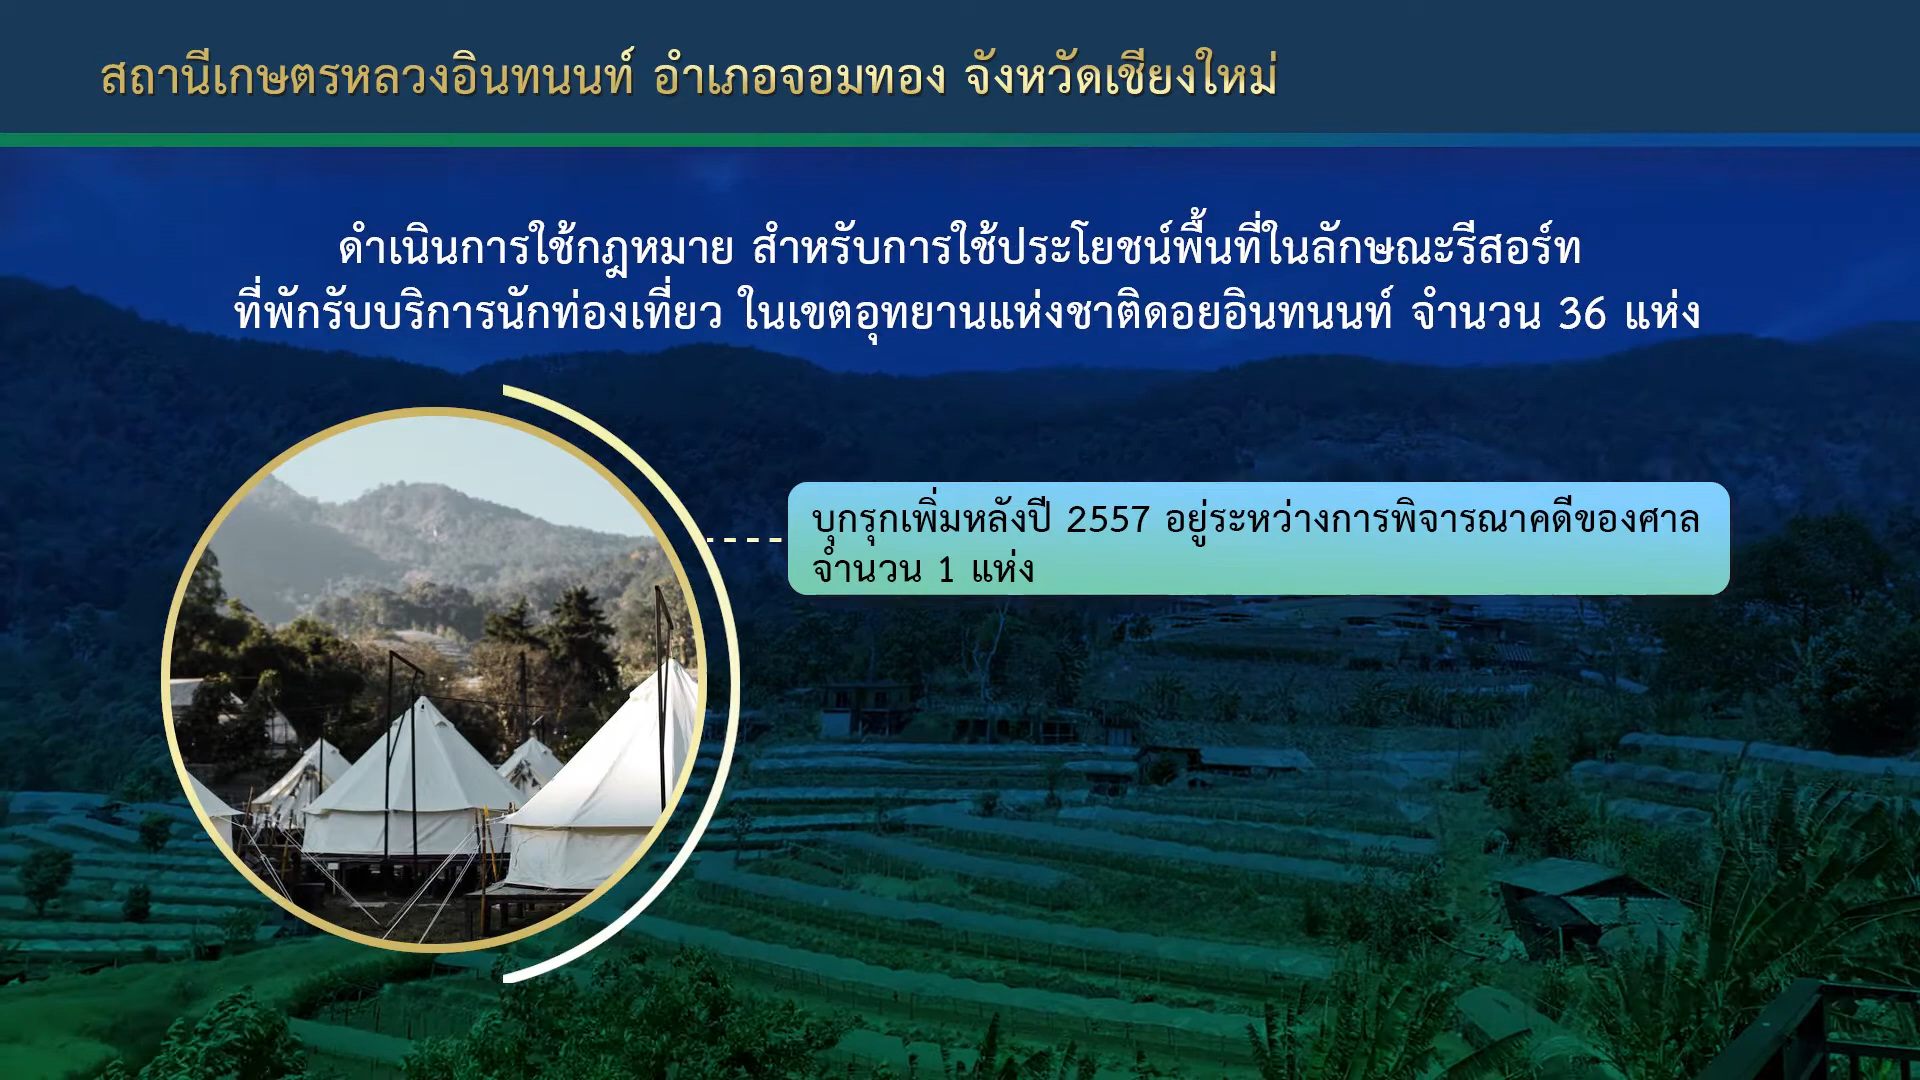 สถานีเกษตรหลวงอินทนนท์ อำเภอจอมทอง จังหวัดเชียงใหม่
ดำเนินการใช้กฎหมาย สำหรับการใช้ประโยชน์พื้นที่ในลักษณะรีสอร์ท
ที่พักรับบริการนักท่องเที่ยว ในเขตอุทยานแห่งชาติดอยอินทนนท์ จำนวน 36 แห่ง
บุกรุกเพิ่มหลังปี 2557 อยู่ระหว่างการพิจารณาคดีของศาล
จำนวน 1 แห่ง